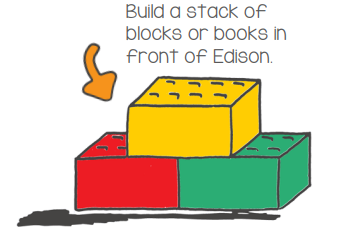 Build a stack of
blocks or books in
front of Edison.